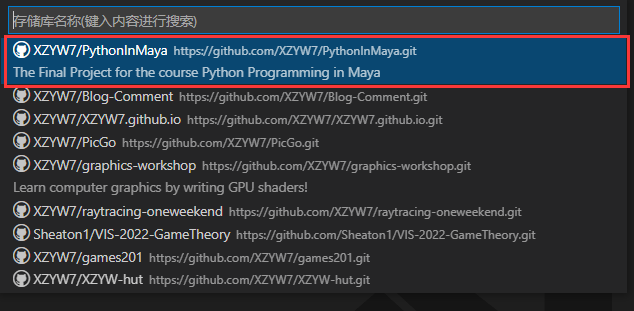 存储库名称(键入内容进行搜索)
XZYW7/PythonInMaya https://github.com/XZYW7/PythonInMaya.git
The Final Project for the course Python Programming in Maya
XZYW7/Blog-Comment https://github.com/XZYW7/Blog-Comment.git
XZYW7/XZYW7.github.io https://github.com/XZYW7/XZYW7.github.io.git
XZYW7/PicGo https://github.com/XZYW7/PicGo.git
XZYW7/graphics-workshop https://github.com/XZYW7/graphics-workshop.git
Learn computer graphics by writing GPU shaders!
XZYW7/raytracing-oneweekend https://github.com/XZYW7/raytracing-oneweekend.git
Sheaton1/VIS-2022-GameTheory https://github.com/Sheaton1/VIS-2022-GameTheory.git
XZYW7/games201 https://github.com/XZYW7/games201.git
XZYW7/XZYW-hut https://github.com/XZYW7/XZYW-hut.git